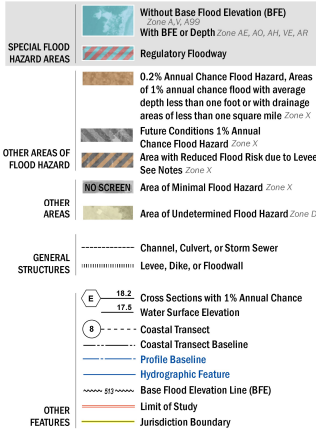 Without Base Flood Elevation (BFE)
Zone A,V, A99
With BFE or Depth Zone AE, AO, AH, VE, AR
SPECIAL FLOOD
HAZARD AREAS
Regulatory Floodway
0.2% Annual Chance Flood Hazard, Areas
of 1% annual chance flood with average
depth less than one foot or with drainage
areas of less than one square mile Zone X
Future Conditions 1% Annual
Chance Flood Hazard Zone X
OTHER AREAS OF
FLOOD HAZARD
Area with Reduced Flood Risk due to Levee
See Notes Zone X
NO SCREEN Area of Minimal Flood Hazard Zone X
OTHER
AREAS
Area of Undetermined Flood Hazard Zone D
GENERAL
STRUCTURES
Channel, Culvert, or Storm Sewer
Levee, Dike, or Floodwall
E 18.2 Cross Sections with 1% Annual Chance
17.5 Water Surface Elevation
8 Coastal Transect
Coastal Transect Baseline
Profile Baseline
Hydrographic Feature
513 Base Flood Elevation Line (BFE)
OTHER
FEATURES
Limit of Study
Jurisdiction Boundary